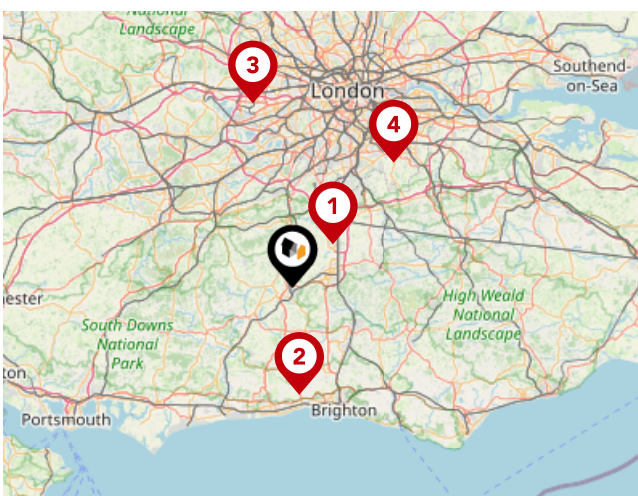 National
Landscape
3
London
Southend-
on-Sea
4
1
ester
High Weald
National
Landscape
South Downs
National
Park
2
ton
Brighton
Portsmouth